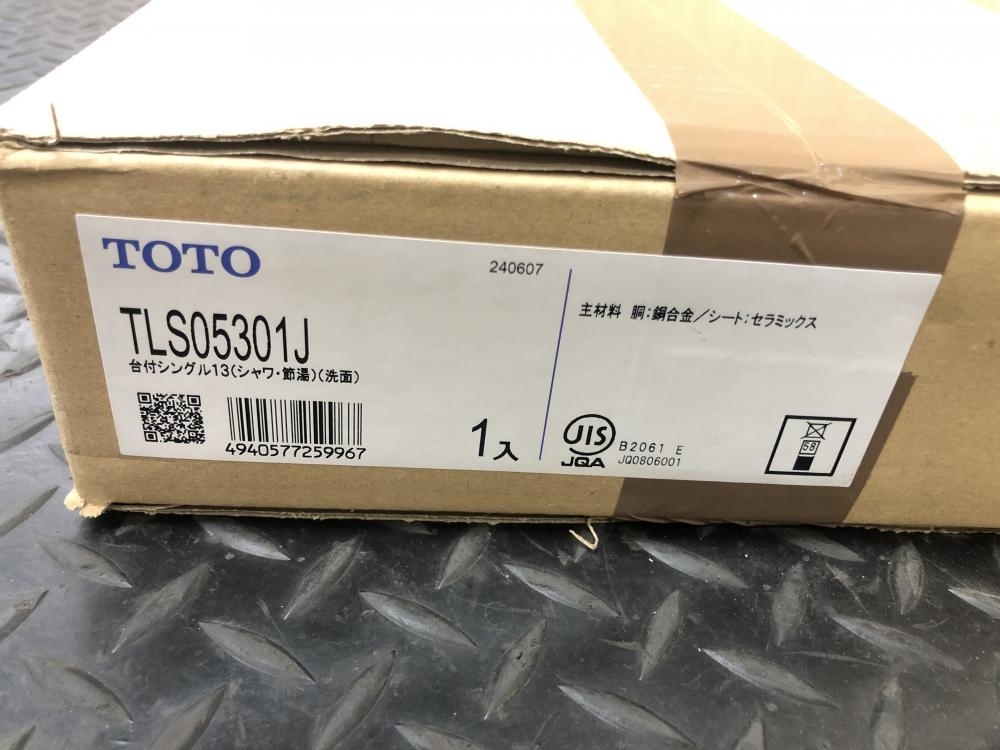 TOTO
240607
TLS05301J
台付シングル13(シャワ・節湯)(洗面)
4940577259967
1入
主材料 胴:銅合金/シート:セラミックス
JIS
JQA
B2061 E
JQ0806001
58